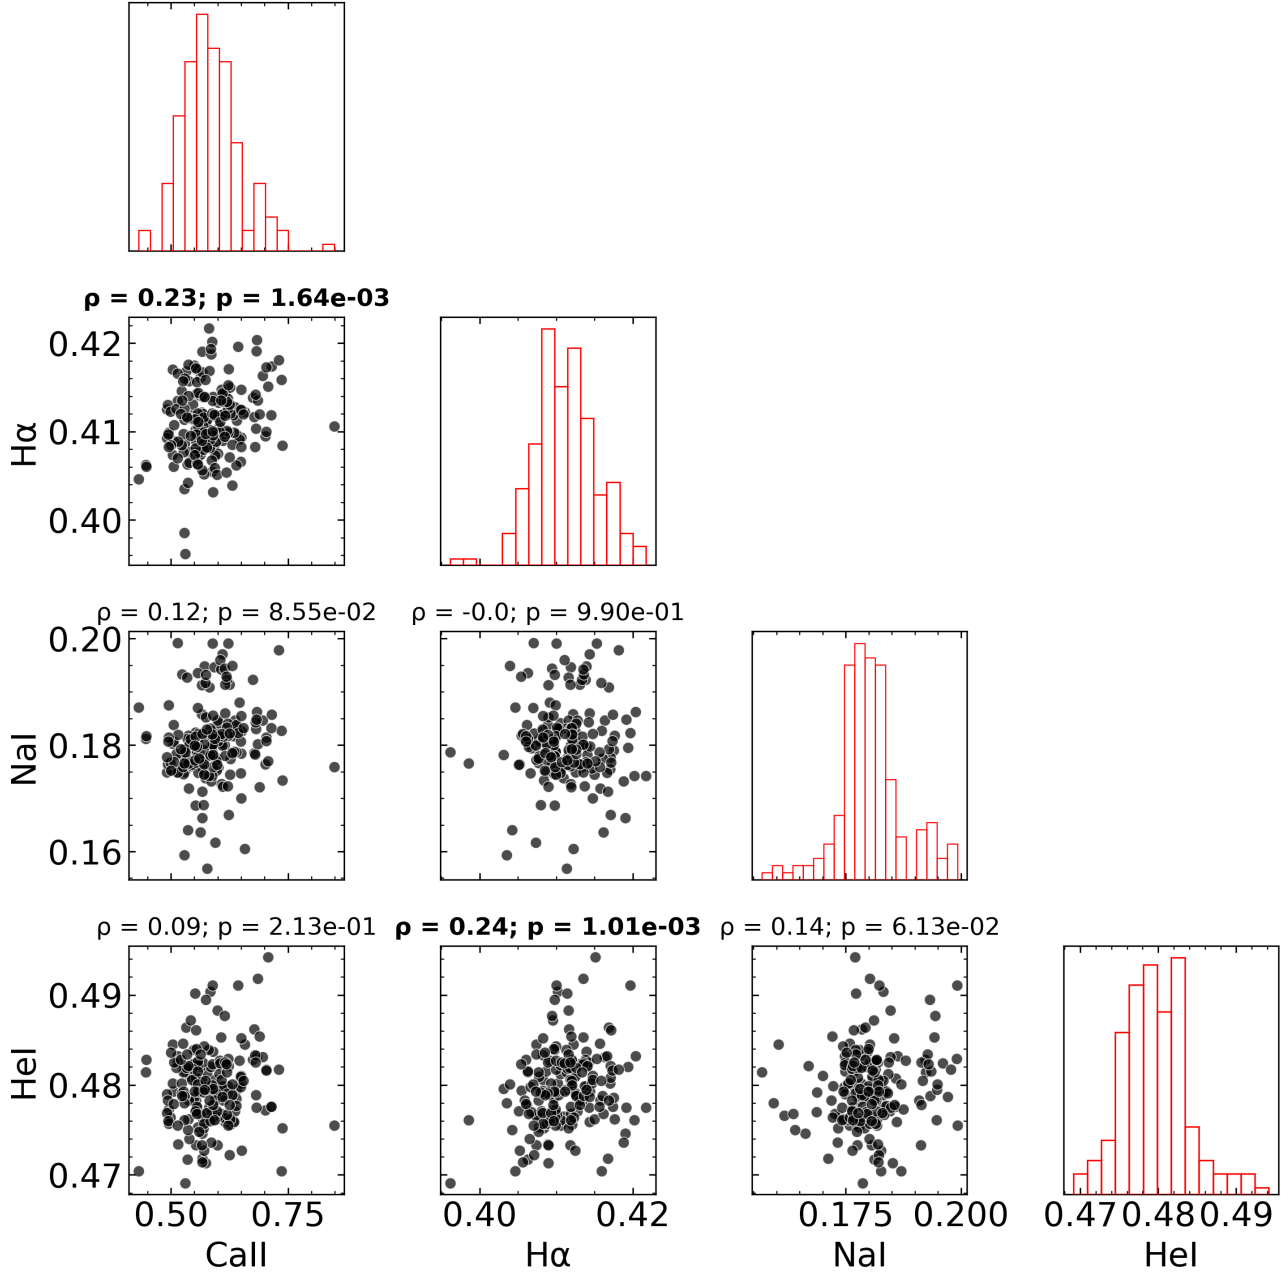 ρ = 0.23; p = 1.64e-03
0.42
0.41
0.40
Hα
ρ = 0.12; p = 8.55e-02
ρ = -0.0; p = 9.90e-01
0.20
0.18
0.16
NaI
ρ = 0.09; p = 2.13e-01
ρ = 0.24; p = 1.01e-03
ρ = 0.14; p = 6.13e-02
0.49
0.48
0.47
HeI
0.50 0.75
0.40 0.42
0.175 0.200
0.47 0.48 0.49
CaII
Hα
NaI
HeI